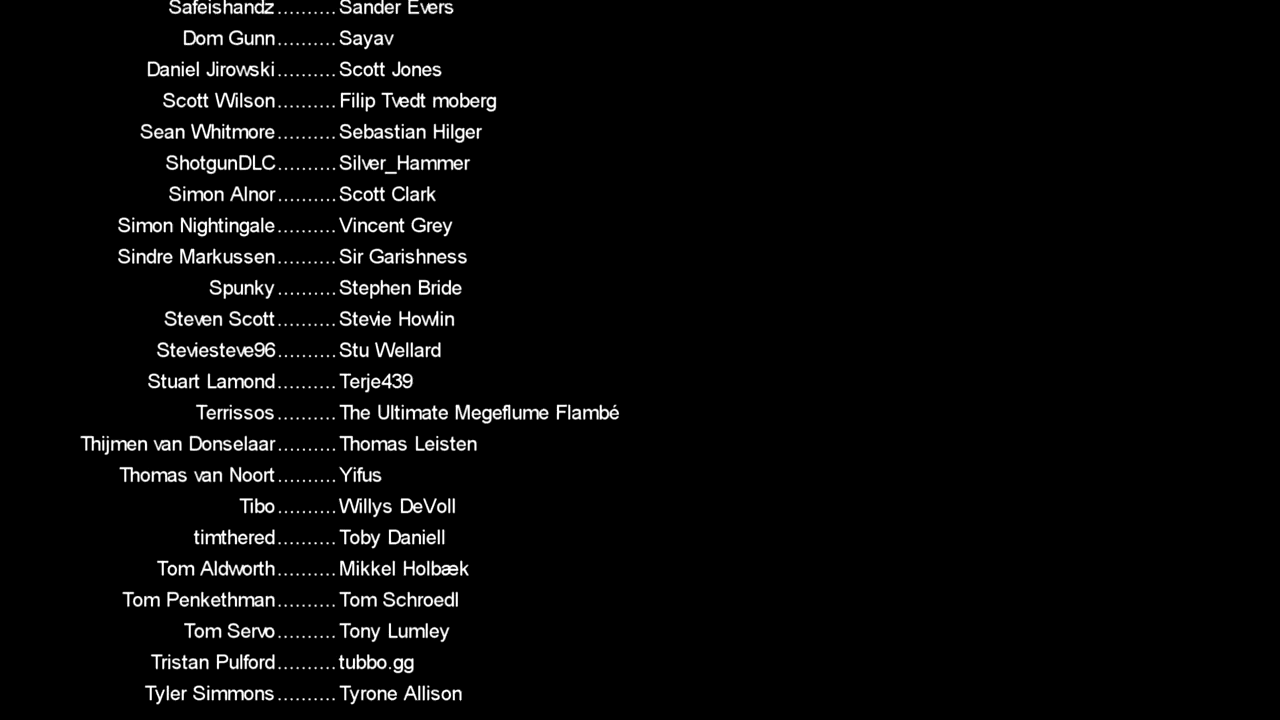 Safeishandz..........Sander Evers
Dom Gunn..........Sayav
Daniel Jirowski..........Scott Jones
Scott Wilson..........Filip Tvedt moberg
Sean Whitmore..........Sebastian Hilger
ShotgunDLC..........Silver_Hammer
Simon Alnor..........Scott Clark
Simon Nightingale..........Vincent Grey
Sindre Markussen..........Sir Garishness
Spunky..........Stephen Bride
Steven Scott..........Stevie Howlin
Steviesteve96..........Stu Wellard
Stuart Lamond..........Terje439
Terrissos..........The Ultimate Megeflume Flambé
Thijmen van Donselaar..........Thomas Leisten
Thomas van Noort..........Yifus
Tibo..........Willys DeVoll
timthered..........Toby Daniell
Tom Aldworth..........Mikkel Holbæk
Tom Penkethman..........Tom Schroedl
Tom Servo..........Tony Lumley
Tristan Pulford..........tubbo.gg
Tyler Simmons..........Tyrone Allison